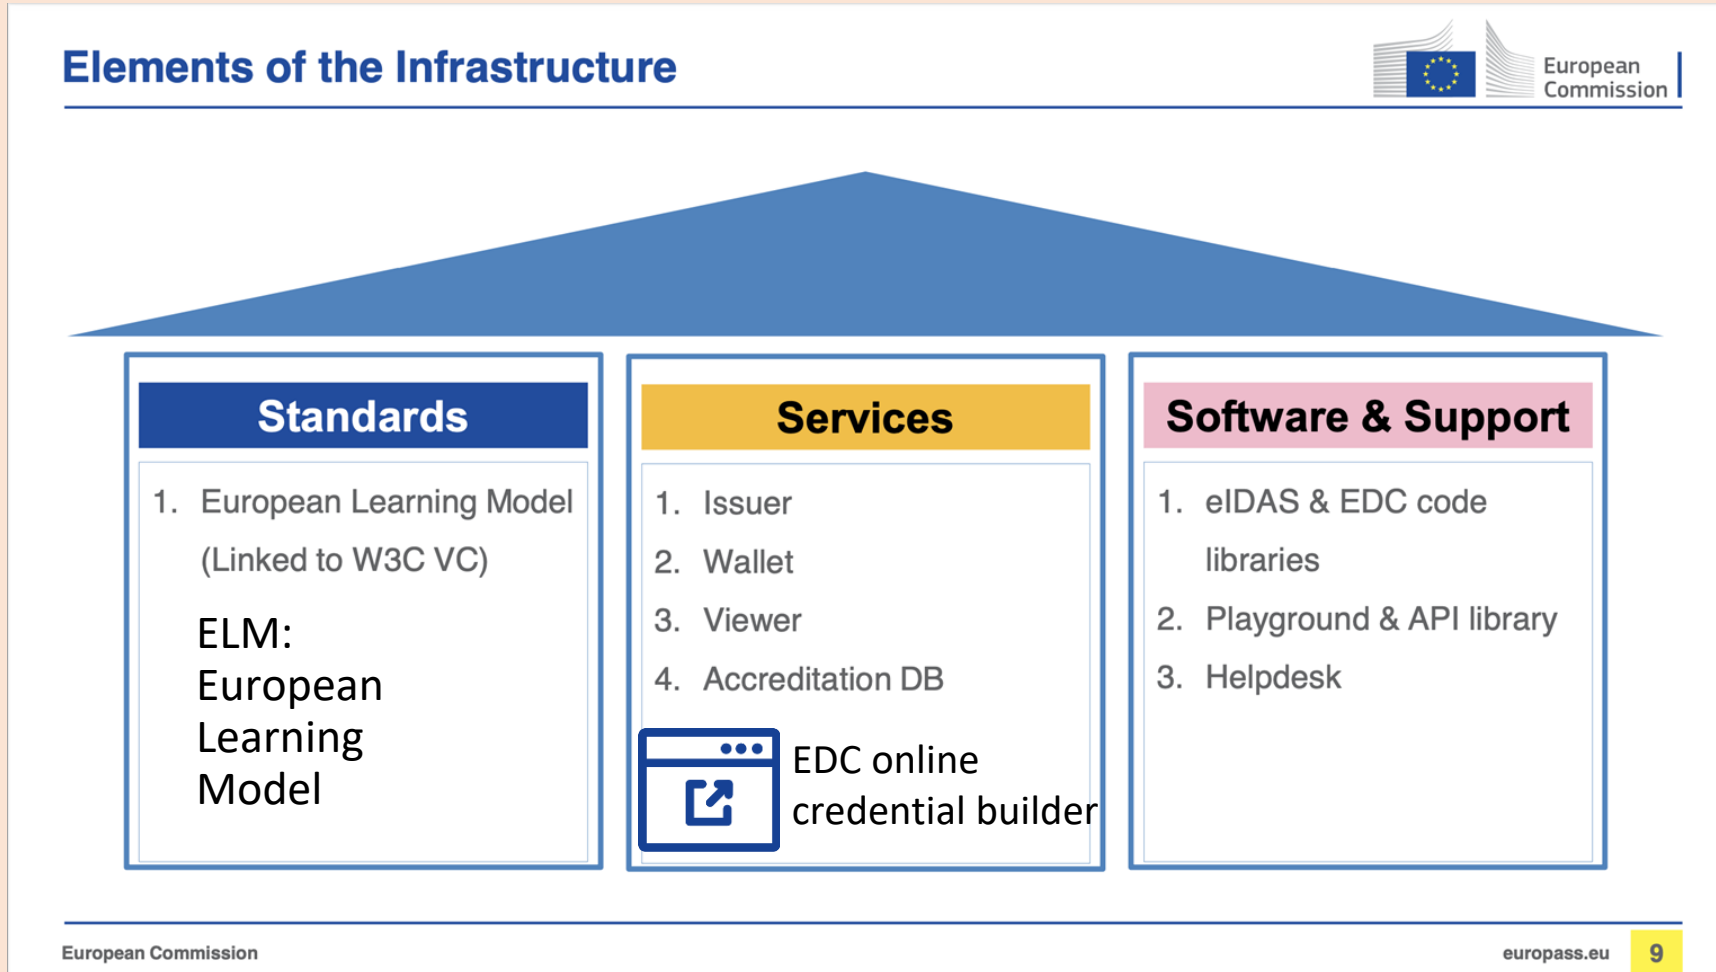 Elements of the Infrastructure
European
Commission
Standards
1. European Learning Model
(Linked to W3C VC)
ELM:
European
Learning
Model
Services
1. Issuer
2. Wallet
3. Viewer
4. Accreditation DB
EDC online
credential builder
Software & Support
1. eIDAS & EDC code
libraries
2. Playground & API library
3. Helpdesk
European Commission
europass.eu
9